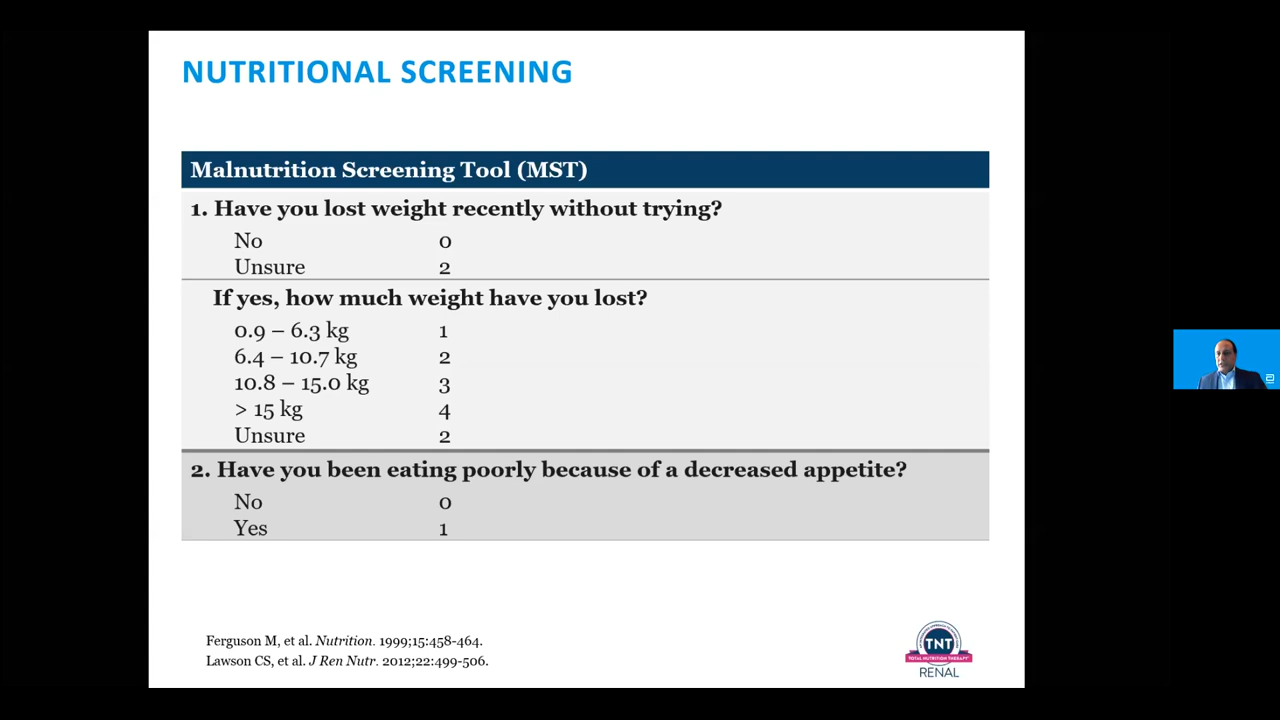 NUTRITIONAL SCREENING
Malnutrition Screening Tool (MST)
1. Have you lost weight recently without trying?
No 0
Unsure 2
If yes, how much weight have you lost?
0.9 – 6.3 kg 1
6.4 – 10.7 kg 2
10.8 – 15.0 kg 3
> 15 kg 4
Unsure 2
2. Have you been eating poorly because of a decreased appetite?
No 0
Yes 1
Ferguson M, et al. Nutrition. 1999;15:458-464.
Lawson CS, et al. J Ren Nutr. 2012;22:499-506.
TNT
TOTAL NUTRITION THERAPY
RENAL